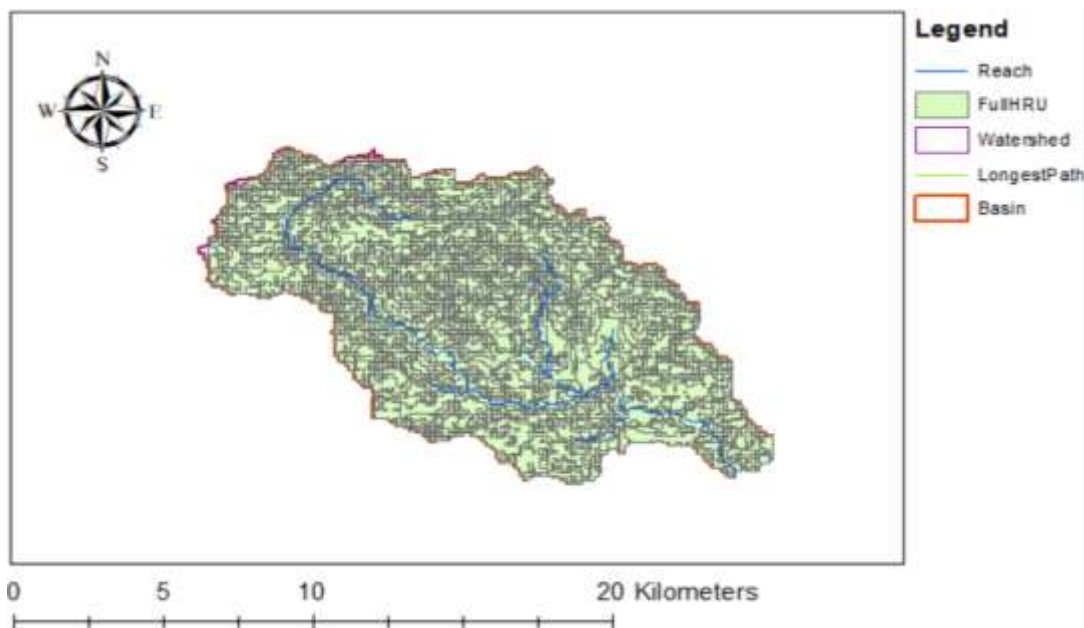 N
W E
S
Legend
Reach
FullHRU
Watershed
LongestPath
Basin
0 5 10 20 Kilometers